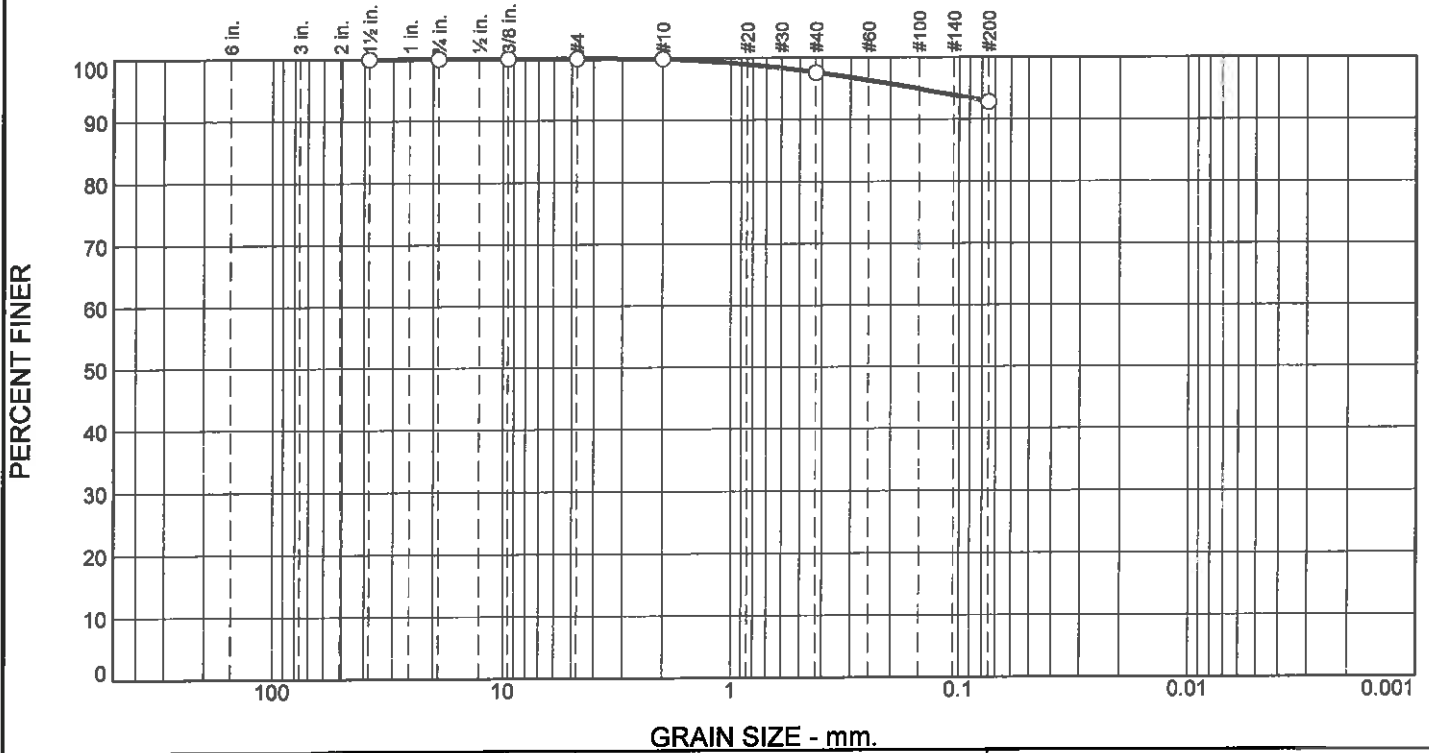 6 in.
3 in.
2 in.
1½ in.
1 in.
¾ in.
½ in.
3/8 in.
#4
#10
#20
#30
#40
#60
#100
#140
#200
100
90
80
70
60
50
40
30
20
10
0
PERCENT FINER
100 10 1 0.1 0.01 0.001
GRAIN SIZE - mm.